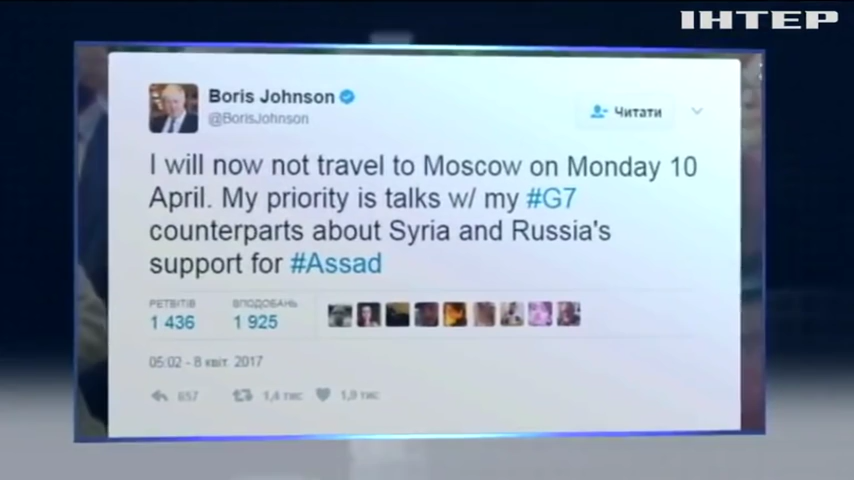 ІНТЕР
Boris Johnson
@BorisJohnson
Читати
I will now not travel to Moscow on Monday 10
April. My priority is talks w/ my #G7
counterparts about Syria and Russia's
support for #Assad
РЕТВІТІВ ВПОДОБАНЬ
1 436 1 925
05:02 - 8 квіт. 2017
657 1,4 тис 1,9 тис